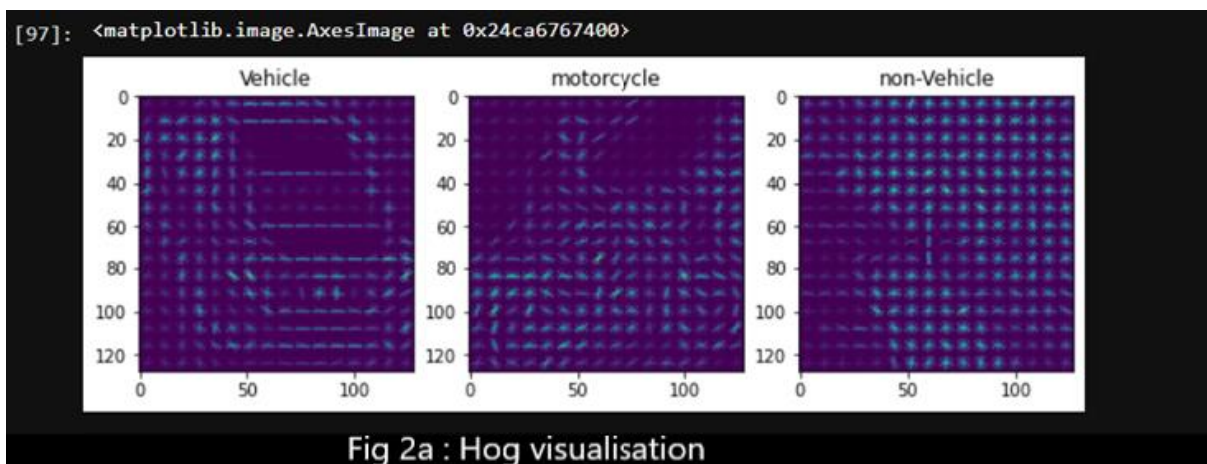 [97]: <matplotlib.image.AxesImage at 0x24ca6767400>
Vehicle motorcycle non-Vehicle
0 0 0
20 20 20
40 40 40
60 60 60
80 80 80
100 100 100
120 120 120
0 50 100 0 50 100 0 50 100
Fig 2a : Hog visualisation